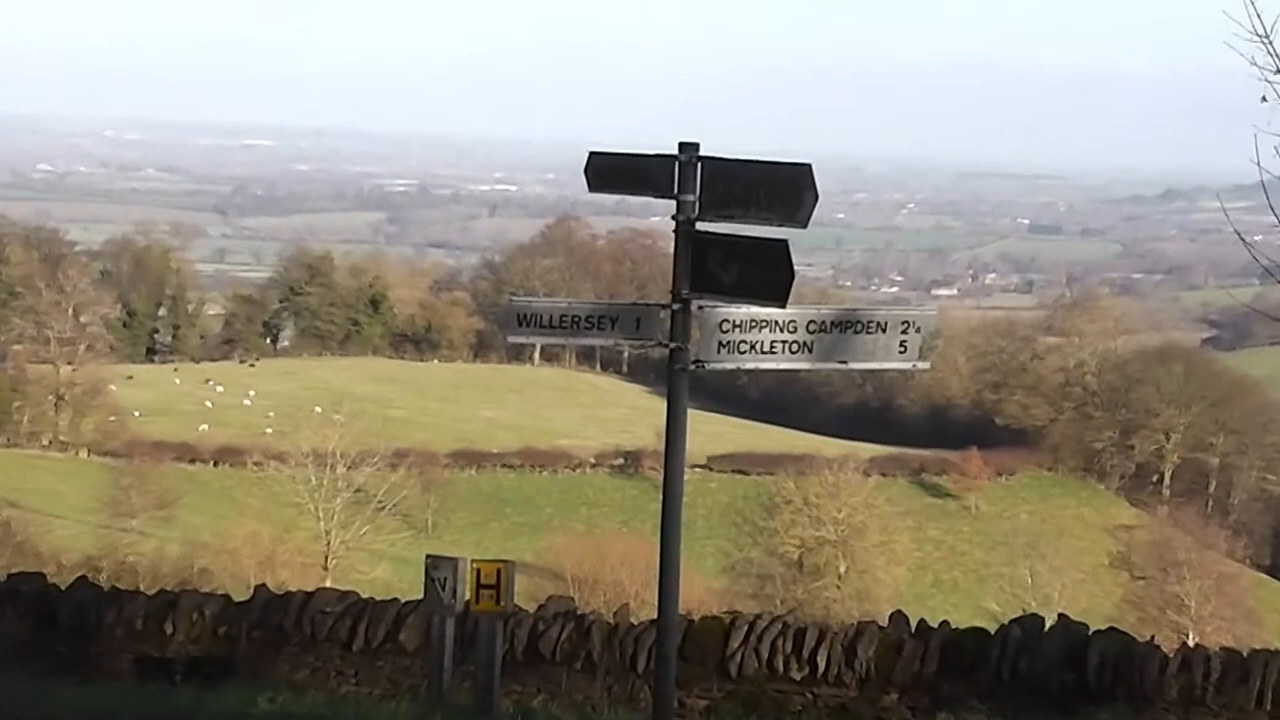 WILLERSEY 1
CHIPPING CAMPDEN 2¼
MICKLETON 5
V
H